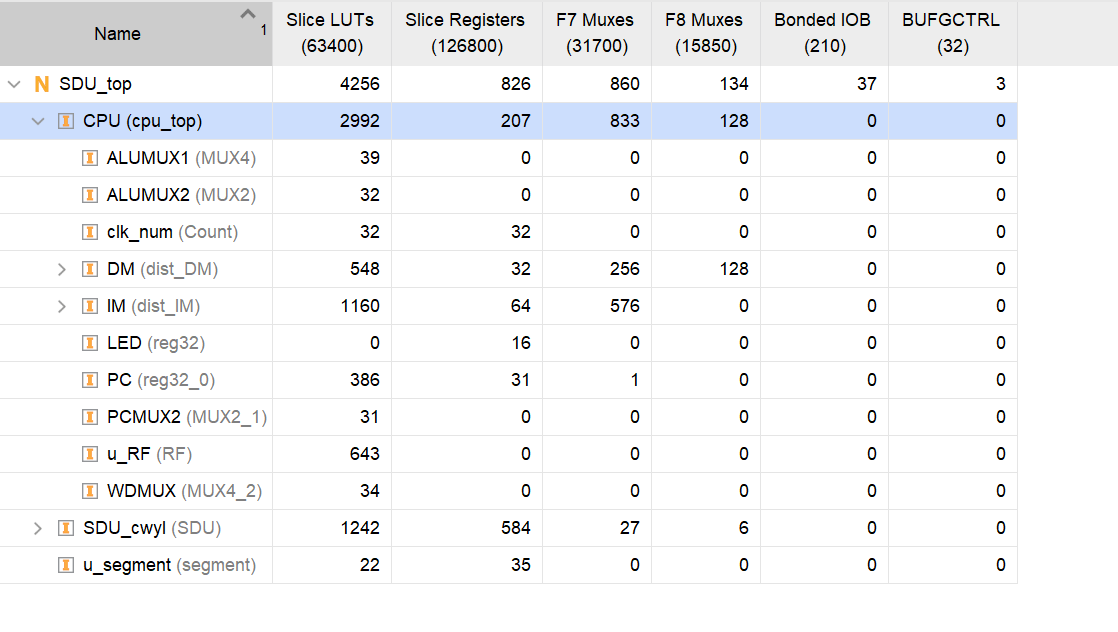 Name 1 Slice LUTs (63400) Slice Registers (126800) F7 Muxes (31700) F8 Muxes (15850) Bonded IOB (210) BUFGCTRL (32)
N SDU_top 4256 826 860 134 37 3
I CPU (cpu_top) 2992 207 833 128 0 0
I ALUMUX1 (MUX4) 39 0 0 0 0 0
I ALUMUX2 (MUX2) 32 0 0 0 0 0
I clk_num (Count) 32 32 0 0 0 0
I DM (dist_DM) 548 32 256 128 0 0
I IM (dist_IM) 1160 64 576 0 0 0
I LED (reg32) 0 16 0 0 0 0
I PC (reg32_0) 386 31 1 0 0 0
I PCMUX2 (MUX2_1) 31 0 0 0 0 0
I u_RF (RF) 643 0 0 0 0 0
I WDMUX (MUX4_2) 34 0 0 0 0 0
I SDU_cwyl (SDU) 1242 584 27 6 0 0
I u_segment (segment) 22 35 0 0 0 0